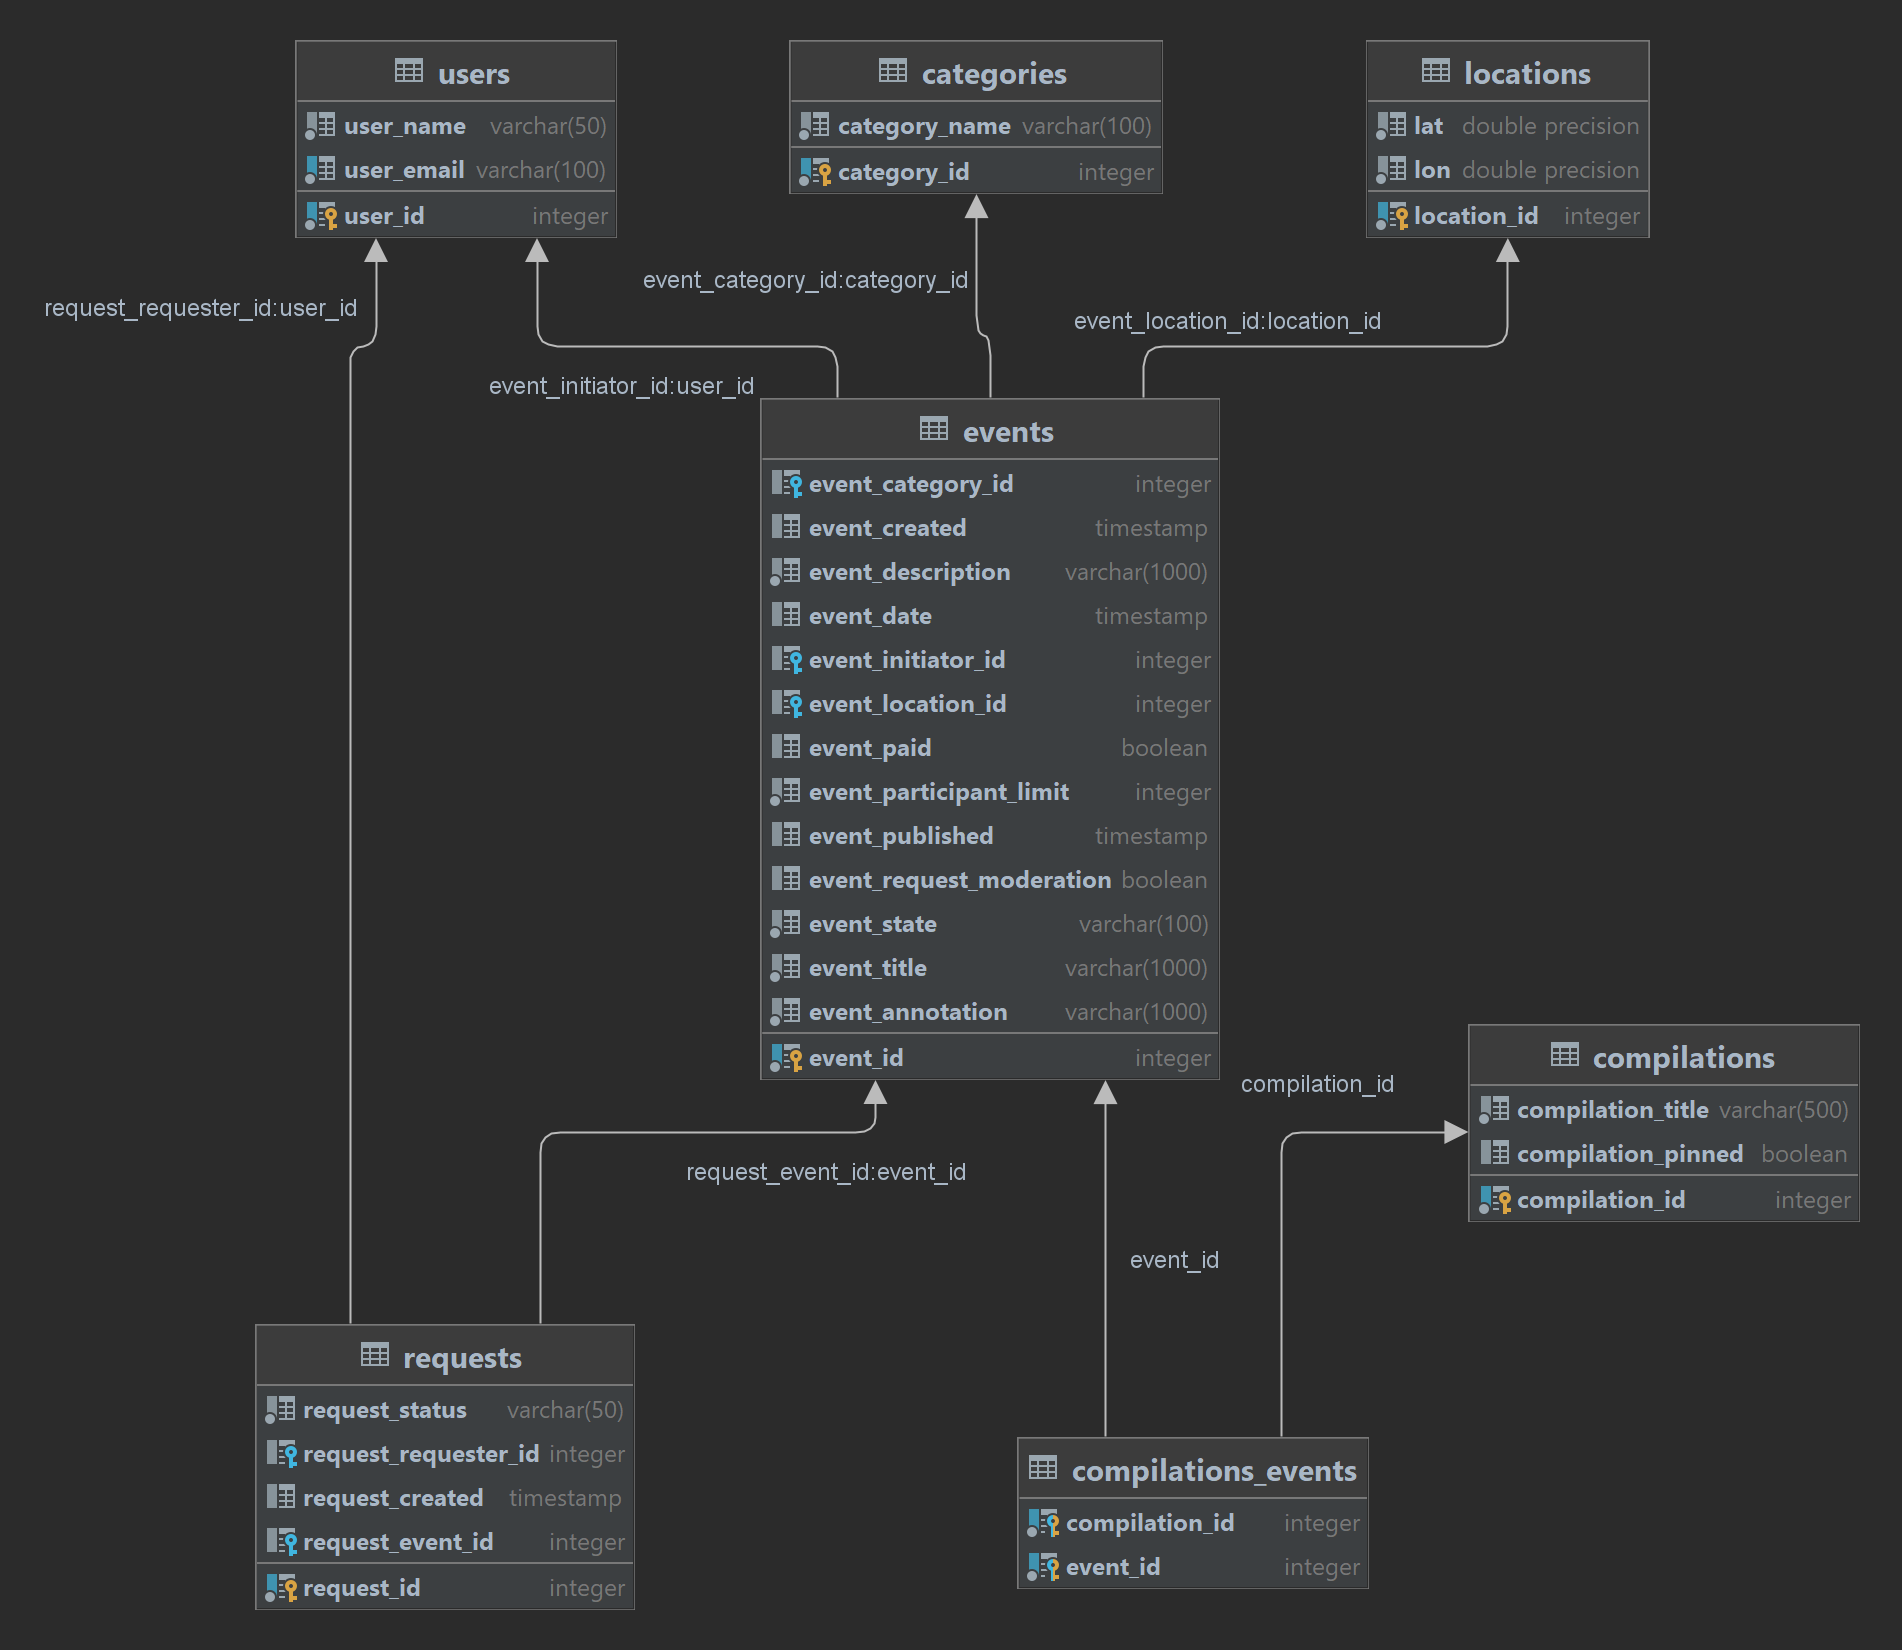 users
user_name varchar(50)
user_email varchar(100)
user_id integer
categories
category_name varchar(100)
category_id integer
locations
lat double precision
lon double precision
location_id integer
request_requester_id:user_id
event_category_id:category_id
event_location_id:location_id
event_initiator_id:user_id
events
event_category_id integer
event_created timestamp
event_description varchar(1000)
event_date timestamp
event_initiator_id integer
event_location_id integer
event_paid boolean
event_participant_limit integer
event_published timestamp
event_request_moderation boolean
event_state varchar(100)
event_title varchar(1000)
event_annotation varchar(1000)
event_id integer
compilation_id
compilations
compilation_title varchar(500)
compilation_pinned boolean
compilation_id integer
request_event_id:event_id
event_id
requests
request_status varchar(50)
request_requester_id integer
request_created timestamp
request_event_id integer
request_id integer
compilations_events
compilation_id integer
event_id integer